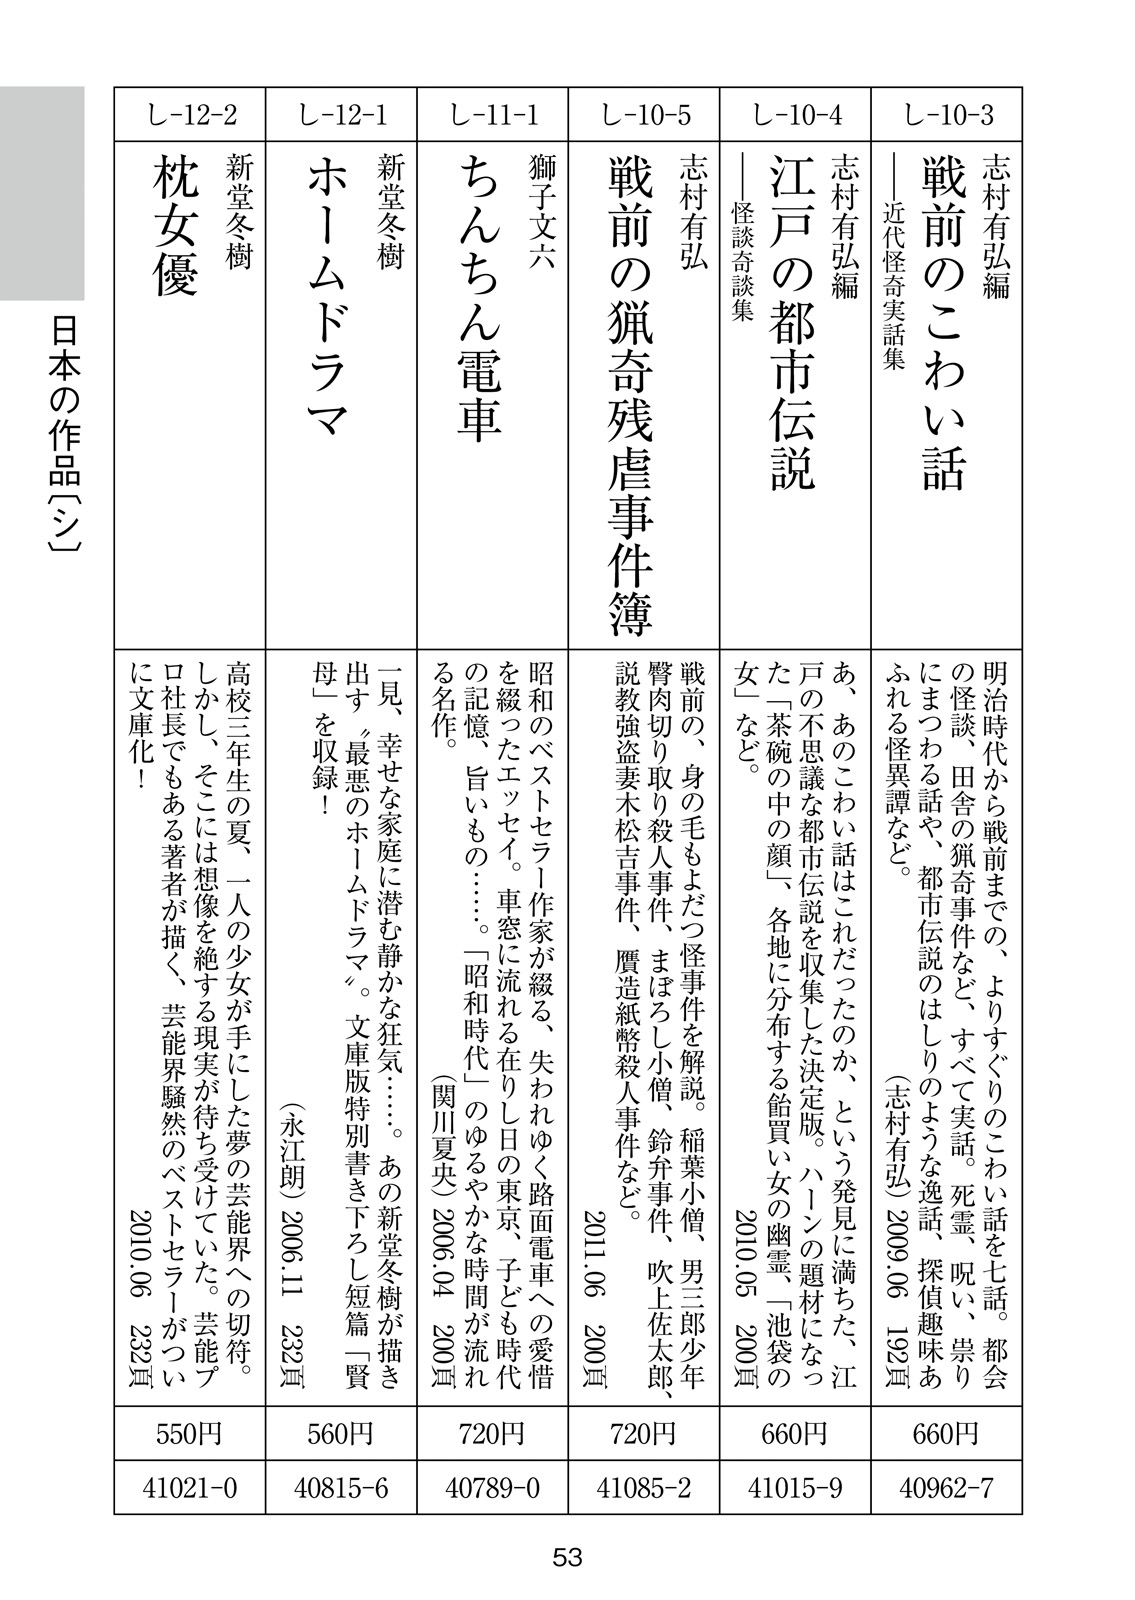 日本の作品〔シ〕
し-10-3
志村有弘編
戦前のこわい話
──近代怪奇実話集
明治時代から戦前までの、よりすぐりのこわい話を七話。都会
の怪談、田舎の猟奇事件など、すべて実話。死霊、呪い、祟り
にまつわる話や、都市伝説のはしりのような逸話、探偵趣味あ
ふれる怪異譚など。
（志村有弘）2009.06　192頁
660円
40962-7
し-10-4
志村有弘編
江戸の都市伝説
──怪談奇談集
あ、あのこわい話はこれだったのか、という発見に満ちた、江
戸の不思議な都市伝説を収集した決定版。ハーンの題材になっ
た「茶碗の中の顔」、各地に分布する飴買い女の幽霊、「池袋の
女」など。
2010.05　200頁
660円
41015-9
し-10-5
志村有弘
戦前の猟奇残虐事件簿
戦前の、身の毛もよだつ怪事件を解説。稲葉小僧、男三郎少年
臀肉切り取り殺人事件、まぼろし小僧、鈴弁事件、吹上佐太郎、
説教強盗妻木松吉事件、贋造紙幣殺人事件など。
2011.06　200頁
720円
41085-2
し-11-1
獅子文六
ちんちん電車
昭和のベストセラー作家が綴る、失われゆく路面電車への愛惜
を綴ったエッセイ。車窓に流れる在りし日の東京、子ども時代
の記憶、旨いもの……。「昭和時代」のゆるやかな時間が流れ
る名作。
（関川夏央）2006.04　200頁
720円
40789-0
し-12-1
新堂冬樹
ホームドラマ
一見、幸せな家庭に潜む静かな狂気……。あの新堂冬樹が描き
出す〝最悪のホームドラマ〟。文庫版特別書き下ろし短篇「賢
母」を収録！
（永江朗）2006.11　232頁
560円
40815-6
し-12-2
新堂冬樹
枕女優
高校三年生の夏、一人の少女が手にした夢の芸能界への切符。
しかし、そこには想像を絶する現実が待ち受けていた。芸能プ
ロ社長でもある著者が描く、芸能界騒然のベストセラーがつい
に文庫化！
2010.06　232頁
550円
41021-0
53